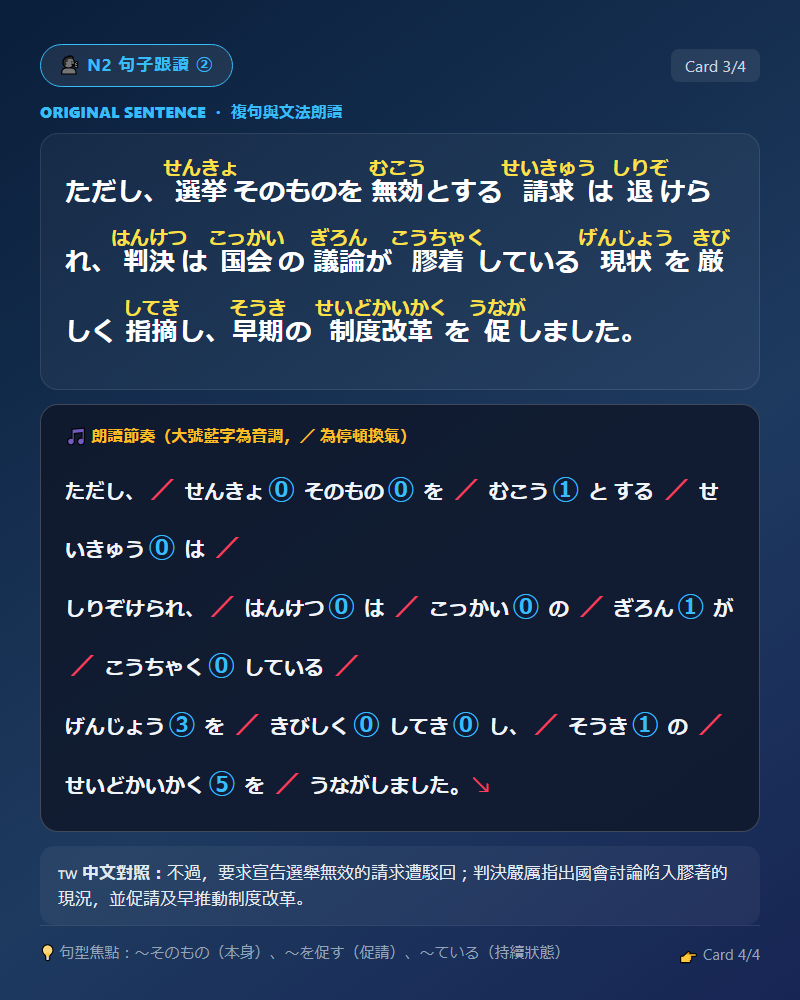 N2 句子跟讀 ②
Card 3/4
ORIGINAL SENTENCE · 複句與文法朗讀
せんきょ むこう せいきゅう しりぞ
ただし、選挙そのものを無効とする請求は退けら
はんけつ こっかい ぎろん こうちゃく げんじょう きび
れ、判決は国会の議論が膠着している現状を厳
してき そうき せいどかいかく うなが
しく指摘し、早期の制度改革を促しました。
🎵 朗讀節奏（大號藍字為音調，／為停頓換氣）
ただし、／ せんきょ⓪ そのもの⓪ を ／ むこう① と する ／ せ
いきゅう⓪ は ／
しりぞけられ、／ はんけつ⓪ は ／ こっかい⓪ の ／ ぎろん① が
／ こうちゃく⓪ している ／
げんじょう③ を ／ きびしく⓪ してき⓪ し、／ そうき① の ／
せいどかいかく⑤ を ／ うながしました。↘
TW 中文對照：不過，要求宣告選舉無效的請求遭駁回；判決嚴厲指出國會討論陷入膠著的
現況，並促請及早推動制度改革。
💡 句型焦點：～そのもの（本身）、～を促す（促請）、～ている（持續狀態）
👉 Card 4/4